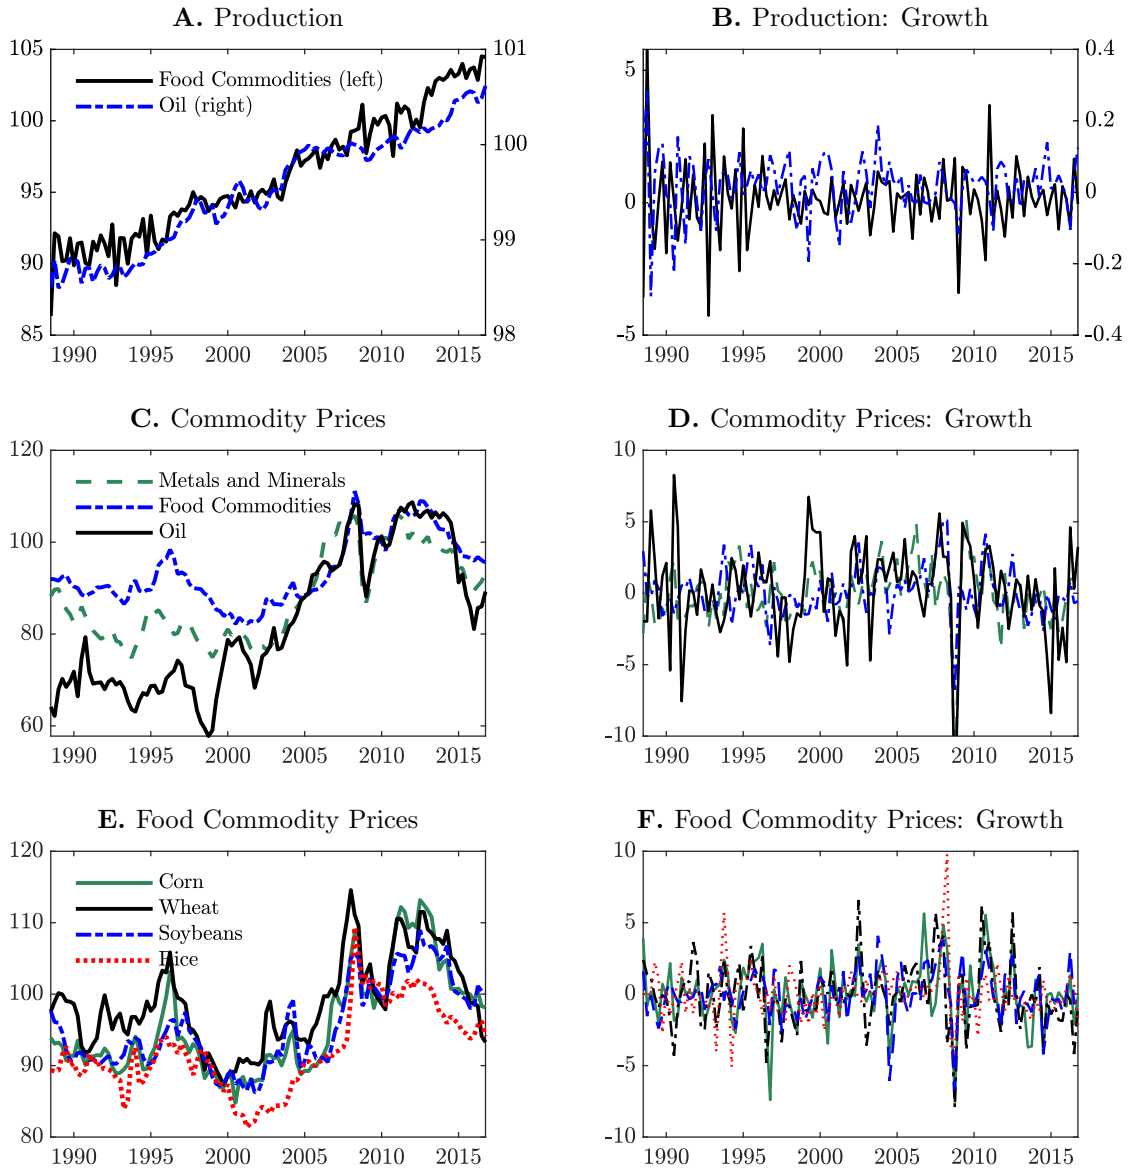 A. Production
105
100
95
90
85
101
100
99
98
Food Commodities (left)
Oil (right)
1990 1995 2000 2005 2010 2015
B. Production: Growth
5
0
-5
0.4
0.2
0
-0.2
-0.4
1990 1995 2000 2005 2010 2015
C. Commodity Prices
120
100
80
60
Metals and Minerals
Food Commodities
Oil
1990 1995 2000 2005 2010 2015
D. Commodity Prices: Growth
10
5
0
-5
-10
1990 1995 2000 2005 2010 2015
E. Food Commodity Prices
120
110
100
90
80
Corn
Wheat
Soybeans
Rice
1990 1995 2000 2005 2010 2015
F. Food Commodity Prices: Growth
10
5
0
-5
-10
1990 1995 2000 2005 2010 2015